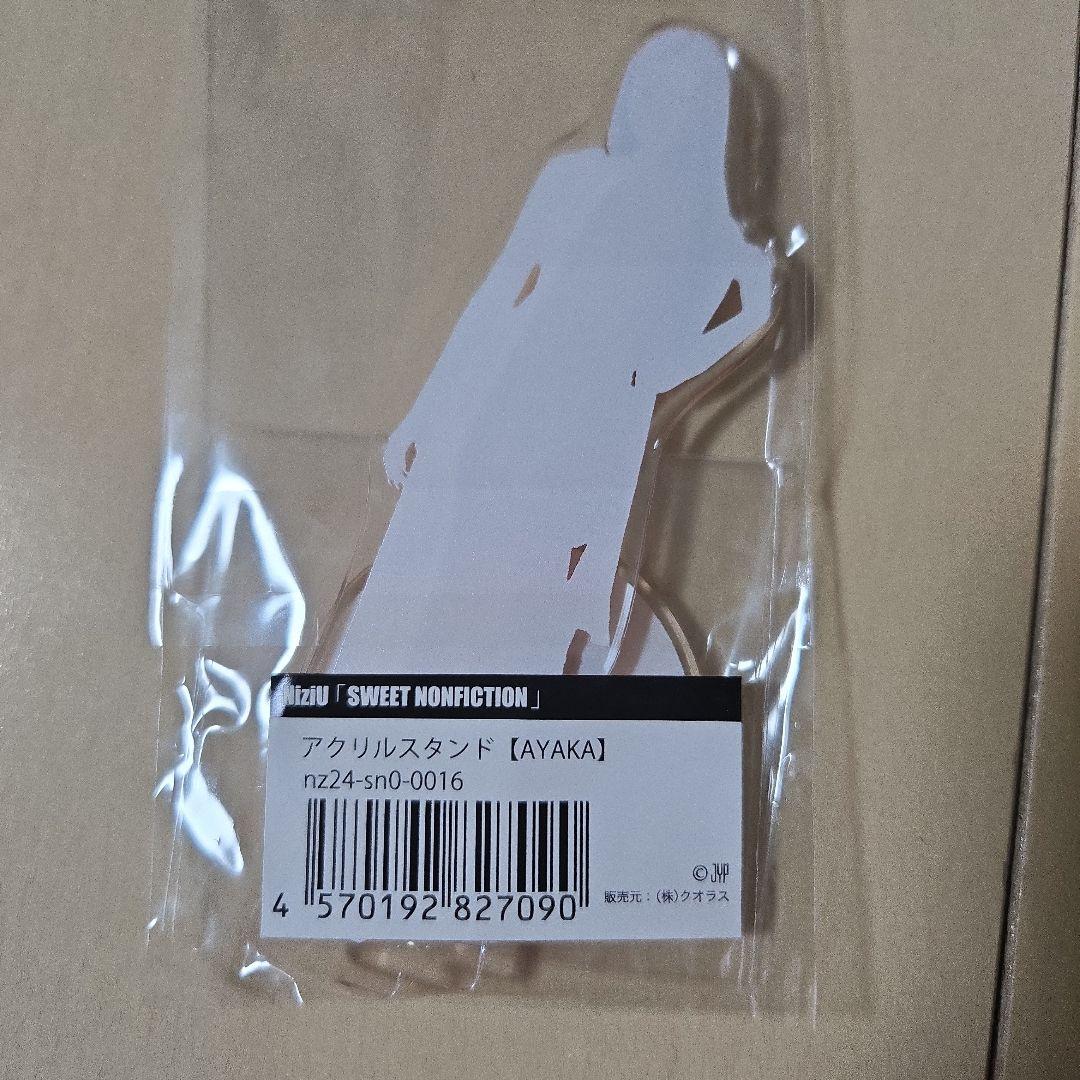 NiziU「SWEET NONFICTION」
アクリルスタンド【AYAKA】
nz24-sn0-0016
4 570192 827090
© JYP
販売元：(株)クオラス